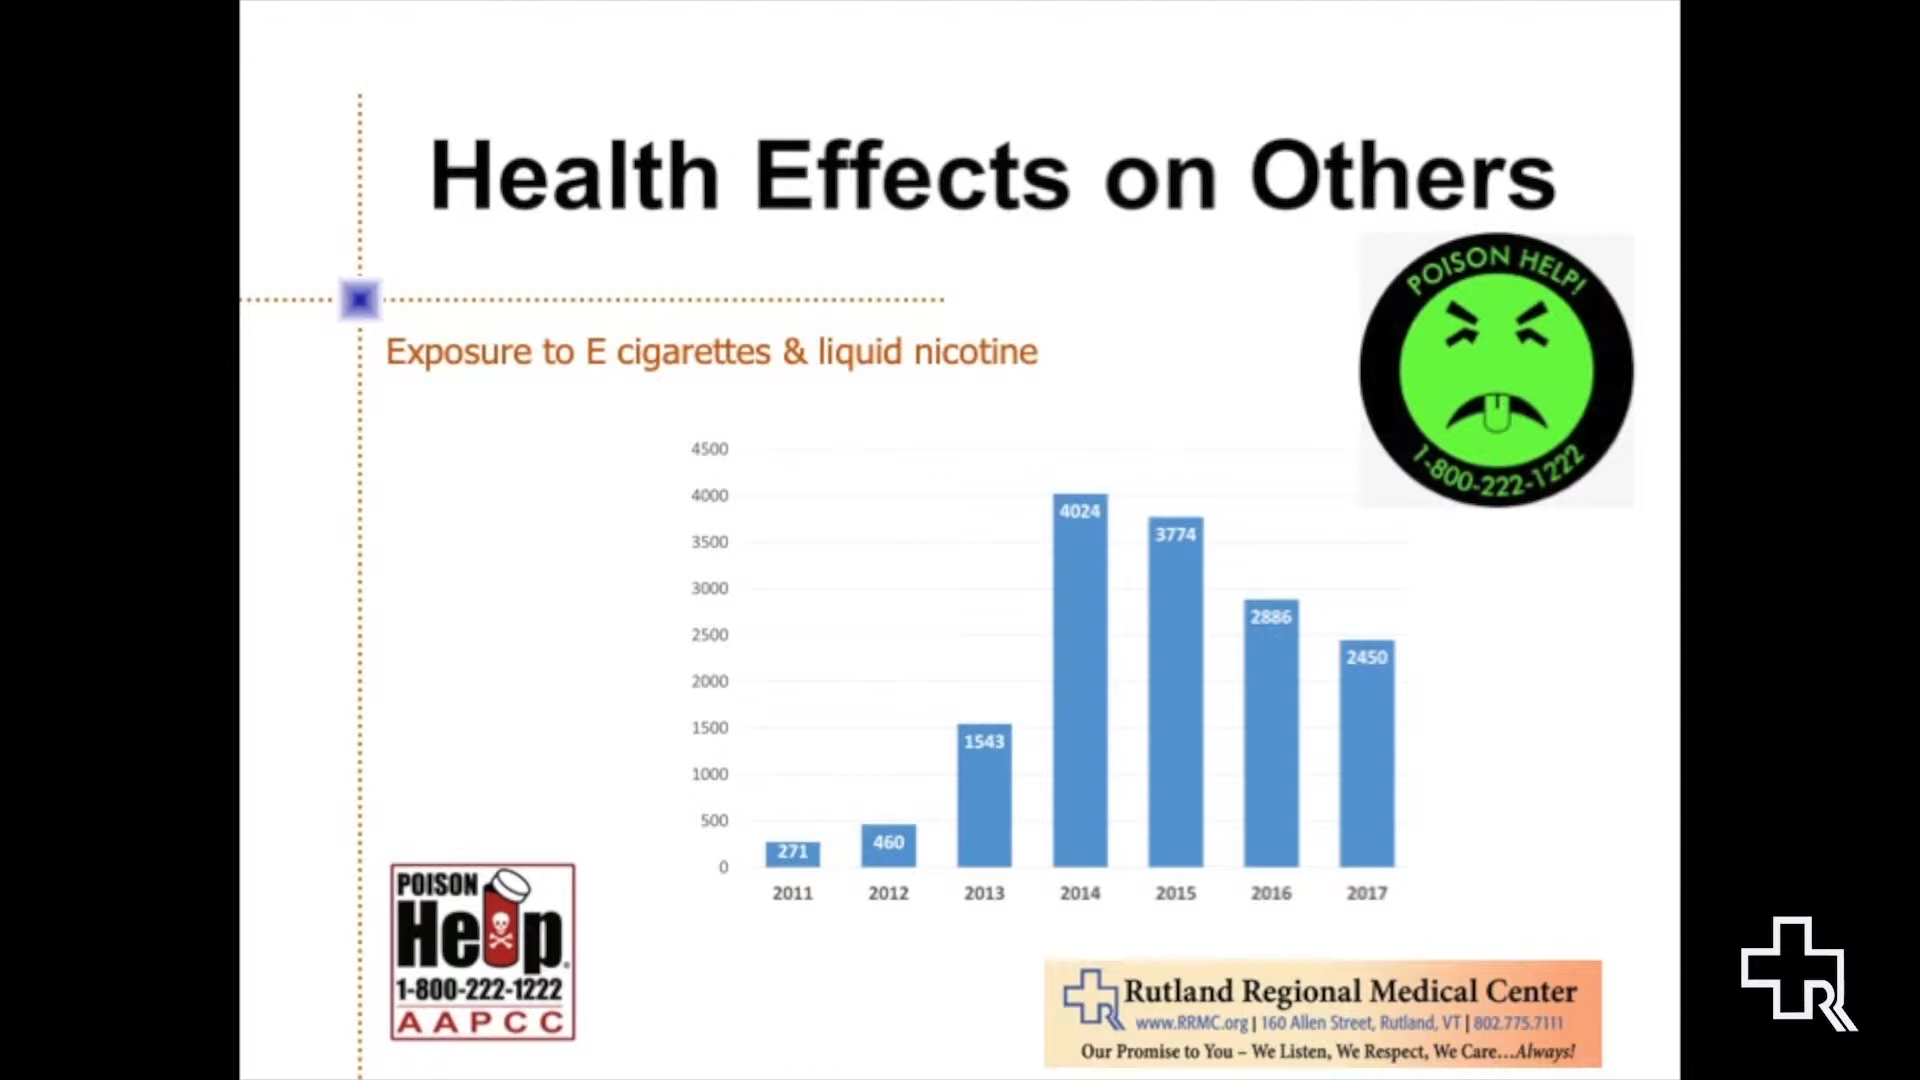 Health Effects on Others
POISON HELP!
1-800-222-1222
Exposure to E cigarettes & liquid nicotine
4500
4000
3500
3000
2500
2000
1500
1000
500
0
271
460
1543
4024
3774
2886
2450
2011 2012 2013 2014 2015 2016 2017
POISON
Help
1-800-222-1222
AAPCC
Rutland Regional Medical Center
www.RRMC.org | 160 Allen Street, Rutland, VT | 802.775.7111
Our Promise to You – We Listen, We Respect, We Care...Always!